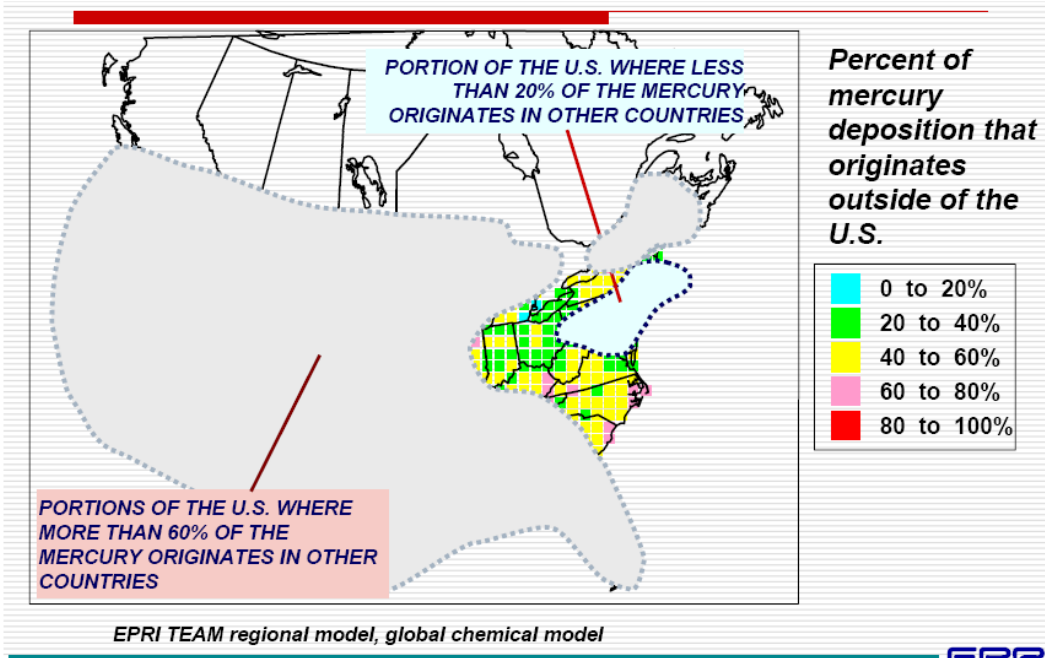 PORTION OF THE U.S. WHERE LESS
THAN 20% OF THE MERCURY
ORIGINATES IN OTHER COUNTRIES
Percent of
mercury
deposition that
originates
outside of the
U.S.
0 to 20%
20 to 40%
40 to 60%
60 to 80%
80 to 100%
PORTIONS OF THE U.S. WHERE
MORE THAN 60% OF THE
MERCURY ORIGINATES IN OTHER
COUNTRIES
EPRI TEAM regional model, global chemical model